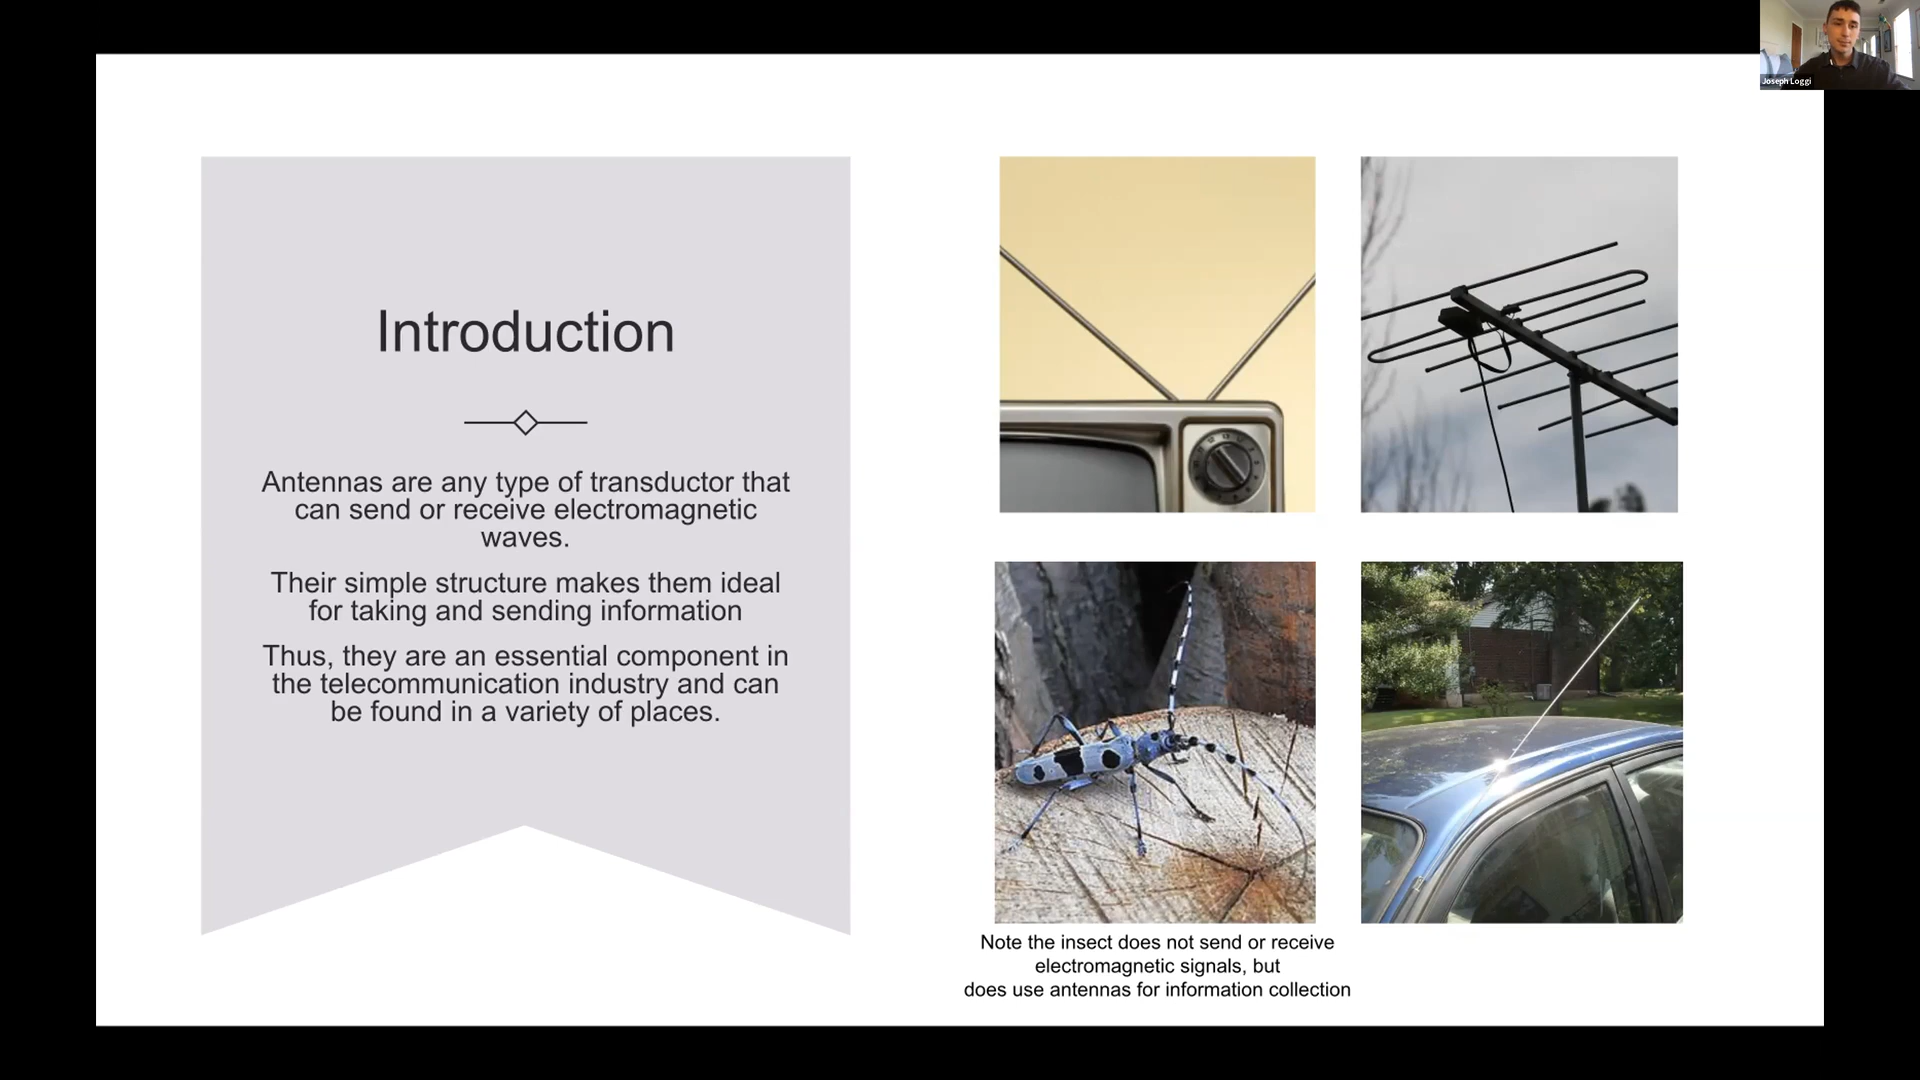 Joseph Loggi
Introduction
Antennas are any type of transductor that
can send or receive electromagnetic
waves.
Their simple structure makes them ideal
for taking and sending information
Thus, they are an essential component in
the telecommunication industry and can
be found in a variety of places.
Note the insect does not send or receive
electromagnetic signals, but
does use antennas for information collection